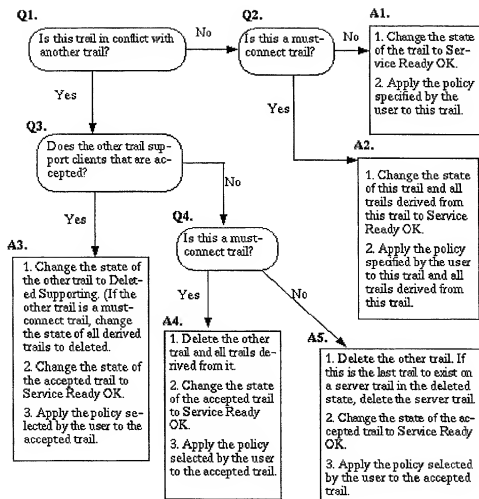 Q1.
Is this trail in conflict with
another trail?
No
Q2.
Is this a must-
connect trail?
No
A1.
1. Change the state
of the trail to Ser-
vice Ready OK.
2. Apply the policy
specified by the
user to this trail.
Yes
Yes
Q3.
Does the other trail sup-
port clients that are ac-
cepted?
No
A2.
1. Change the state
of this trail and all
trails derived from
this trail to Service
Ready OK.
2. Apply the policy
specified by the user
to this trail and all
trails derived from
this trail.
Yes
Q4.
Is this a must-
connect trail?
Yes
No
A3.
1. Change the state of
the other trail to Delet-
ed Supporting. (If the
other trail is a must-
connect trail, change
the state of all derived
trails to deleted.
2. Change the state of
the accepted trail to
Service Ready OK.
3. Apply the policy se-
lected by the user to the
accepted trail.
A4.
1. Delete the other
trail and all trails de-
rived from it.
2. Change the state
of the accepted trail
to Service Ready OK.
3. Apply the policy
selected by the user
to the accepted trail.
A5.
1. Delete the other trail. If
this is the last trail to exist on
a server trail in the deleted
state, delete the server trail.
2. Change the state of the ac-
cepted trail to Service Ready
OK.
3. Apply the policy selected
by the user to the accepted
trail.